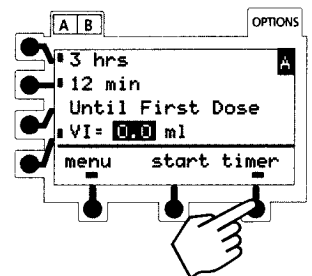 A B OPTIONS
3 hrs A
12 min
Until First Dose
VI= 0.0 ml
menu start timer